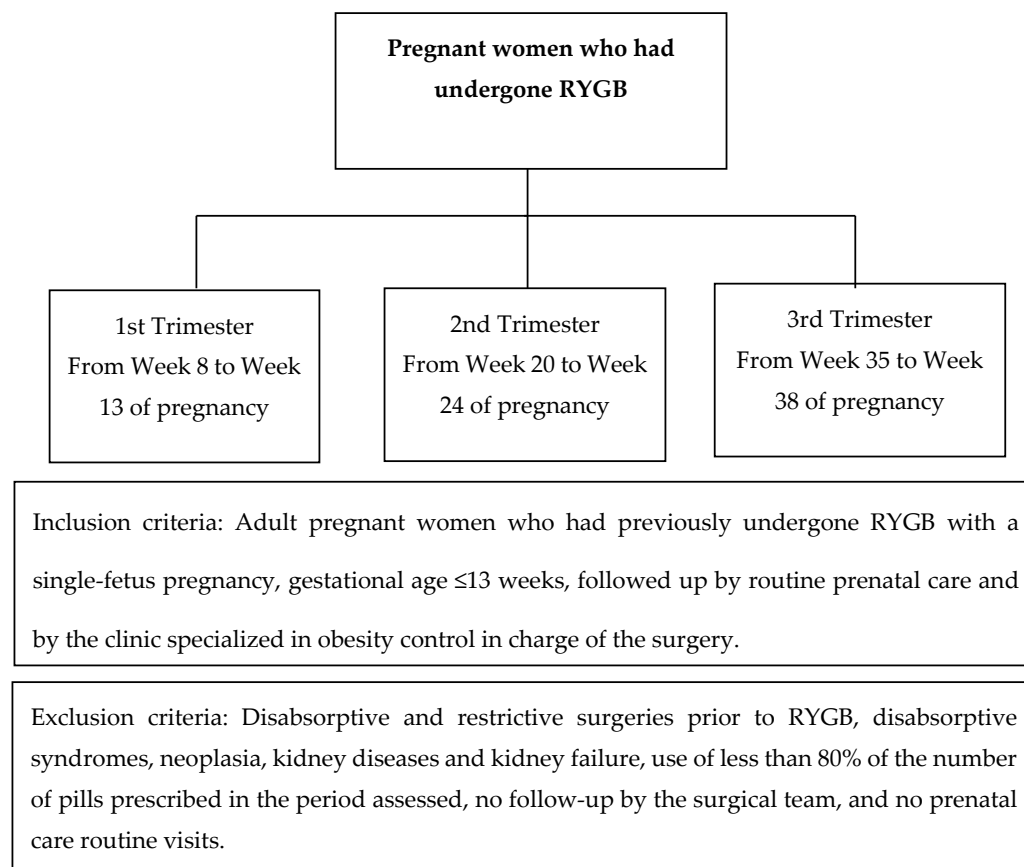 Pregnant women who had
undergone RYGB
1st Trimester
From Week 8 to Week
13 of pregnancy
2nd Trimester
From Week 20 to Week
24 of pregnancy
3rd Trimester
From Week 35 to Week
38 of pregnancy
Inclusion criteria: Adult pregnant women who had previously undergone RYGB with a
single-fetus pregnancy, gestational age ≤13 weeks, followed up by routine prenatal care and
by the clinic specialized in obesity control in charge of the surgery.
Exclusion criteria: Disabsorptive and restrictive surgeries prior to RYGB, disabsorptive
syndromes, neoplasia, kidney diseases and kidney failure, use of less than 80% of the number
of pills prescribed in the period assessed, no follow-up by the surgical team, and no prenatal
care routine visits.